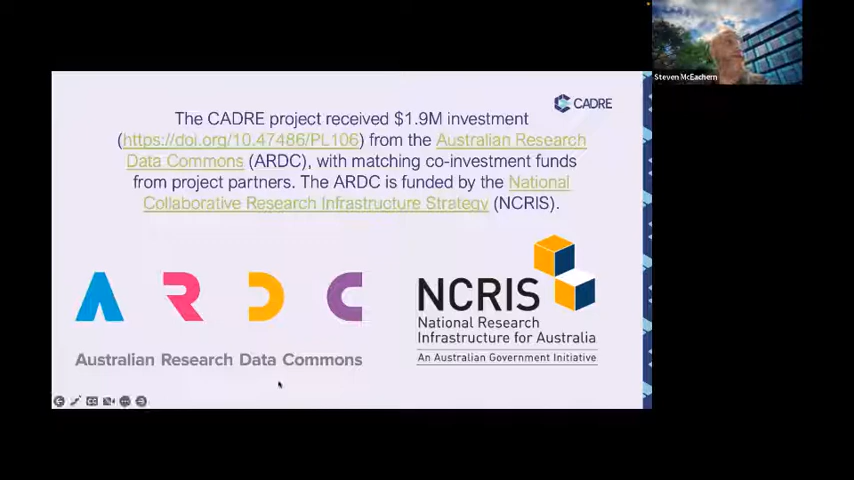 Steven McEachern
CADRE
The CADRE project received $1.9M investment
(https://doi.org/10.47486/PL106) from the Australian Research
Data Commons (ARDC), with matching co-investment funds
from project partners. The ARDC is funded by the National
Collaborative Research Infrastructure Strategy (NCRIS).
ARDC
Australian Research Data Commons
NCRIS
National Research
Infrastructure for Australia
An Australian Government Initiative